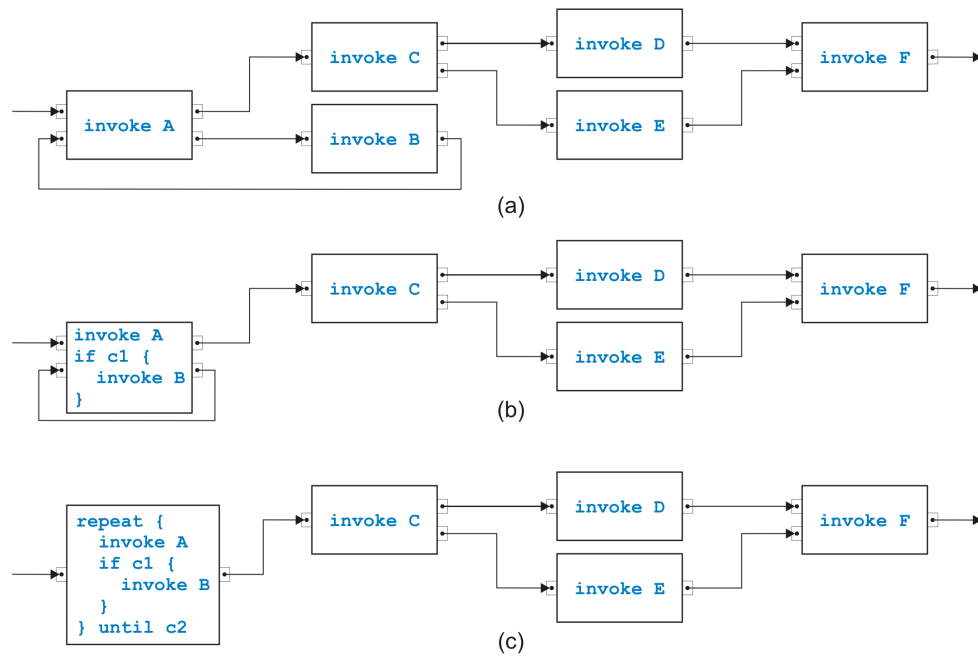 invoke A
invoke C
invoke B
invoke D
invoke E
invoke F
(a)
invoke A
if c1 {
invoke B
}
invoke C
invoke D
invoke E
invoke F
(b)
repeat {
invoke A
if c1 {
invoke B
}
} until c2
invoke C
invoke D
invoke E
invoke F
(c)